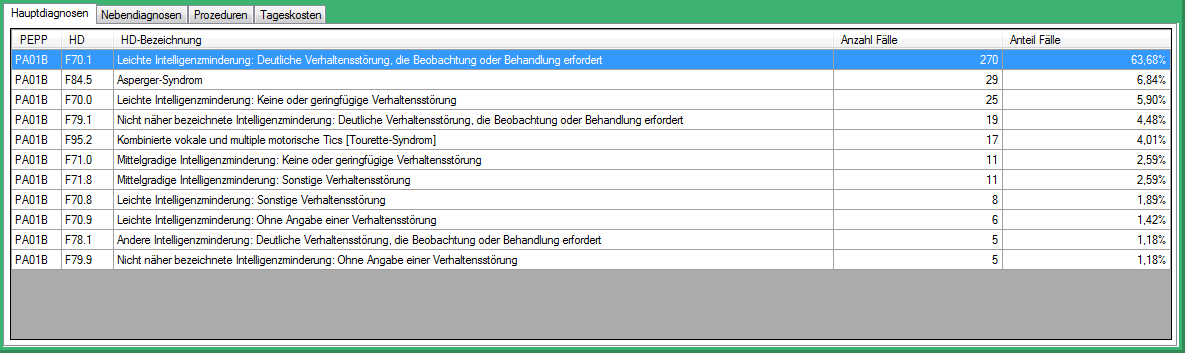 Hauptdiagnosen Nebendiagnosen Prozeduren Tageskosten
PEPP HD HD-Bezeichnung Anzahl Fälle Anteil Fälle
PA01B F70.1 Leichte Intelligenzminderung: Deutliche Verhaltensstörung, die Beobachtung oder Behandlung erfordert 270 63,68%
PA01B F84.5 Asperger-Syndrom 29 6,84%
PA01B F70.0 Leichte Intelligenzminderung: Keine oder geringfügige Verhaltensstörung 25 5,90%
PA01B F79.1 Nicht näher bezeichnete Intelligenzminderung: Deutliche Verhaltensstörung, die Beobachtung oder Behandlung erfordert 19 4,48%
PA01B F95.2 Kombinierte vokale und multiple motorische Tics [Tourette-Syndrom] 17 4,01%
PA01B F71.0 Mittelgradige Intelligenzminderung: Keine oder geringfügige Verhaltensstörung 11 2,59%
PA01B F71.8 Mittelgradige Intelligenzminderung: Sonstige Verhaltensstörung 11 2,59%
PA01B F70.8 Leichte Intelligenzminderung: Sonstige Verhaltensstörung 8 1,89%
PA01B F70.9 Leichte Intelligenzminderung: Ohne Angabe einer Verhaltensstörung 6 1,42%
PA01B F78.1 Andere Intelligenzminderung: Deutliche Verhaltensstörung, die Beobachtung oder Behandlung erfordert 5 1,18%
PA01B F79.9 Nicht näher bezeichnete Intelligenzminderung: Ohne Angabe einer Verhaltensstörung 5 1,18%